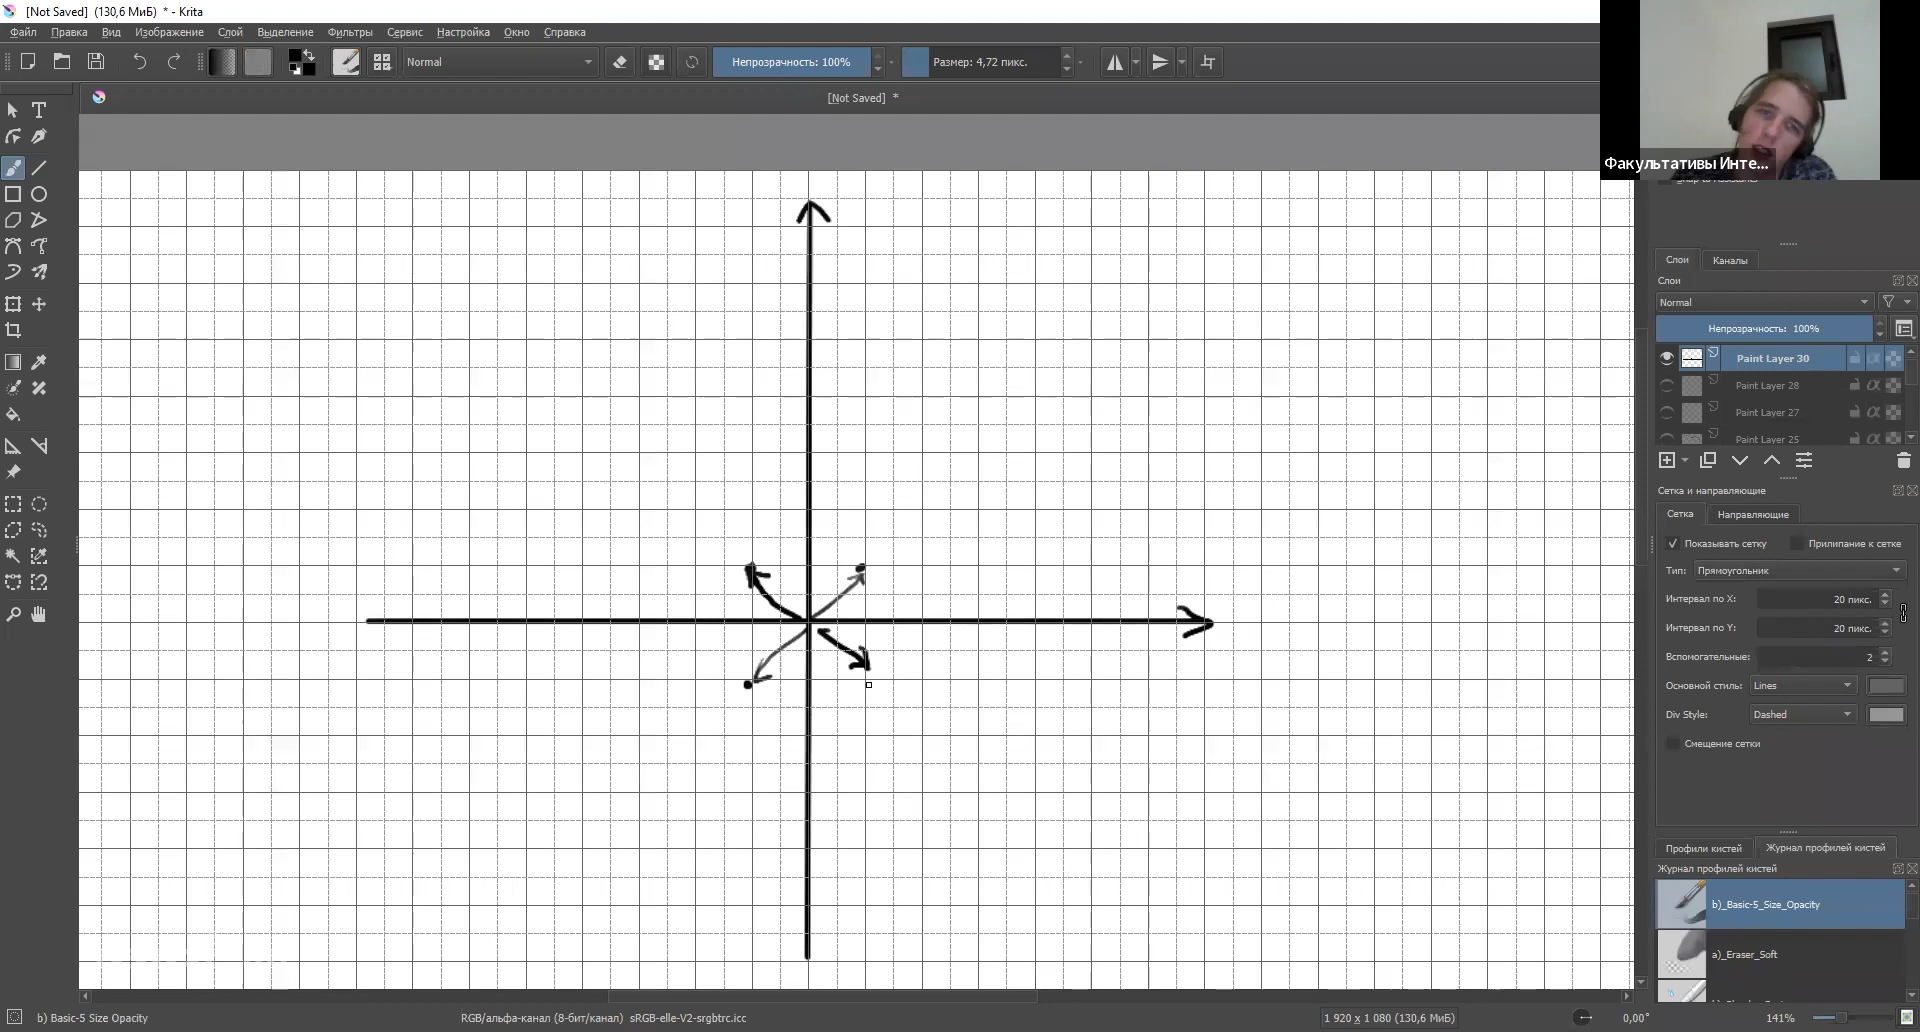 [Not Saved]  (130,6 МиБ)  * - Krita
Файл Правка Вид Изображение Слой Выделение Фильтры Сервис Настройка Окно Справка
Normal Непрозрачность: 100% Размер: 4,72 пикс.
[Not Saved]  *
Факультативы Инте...
Слои Каналы
Слои
Normal
Непрозрачность: 100%
Paint Layer 30
Paint Layer 28
Paint Layer 27
Paint Layer 25
Сетка и направляющие
Сетка Направляющие
Показывать сетку Прилипание к сетке
Тип: Прямоугольник
Интервал по X: 20 пикс.
Интервал по Y: 20 пикс.
Вспомогательные: 2
Основной стиль: Lines
Div Style: Dashed
Смещение сетки
Профили кистей Журнал профилей кистей
Журнал профилей кистей
b)_Basic-5_Size_Opacity
a)_Eraser_Soft
b) Basic-5 Size Opacity RGB/альфа-канал (8-бит/канал)  sRGB-elle-V2-srgbtrc.icc 1 920 x 1 080 (130,6 МиБ) 0,00° 141%